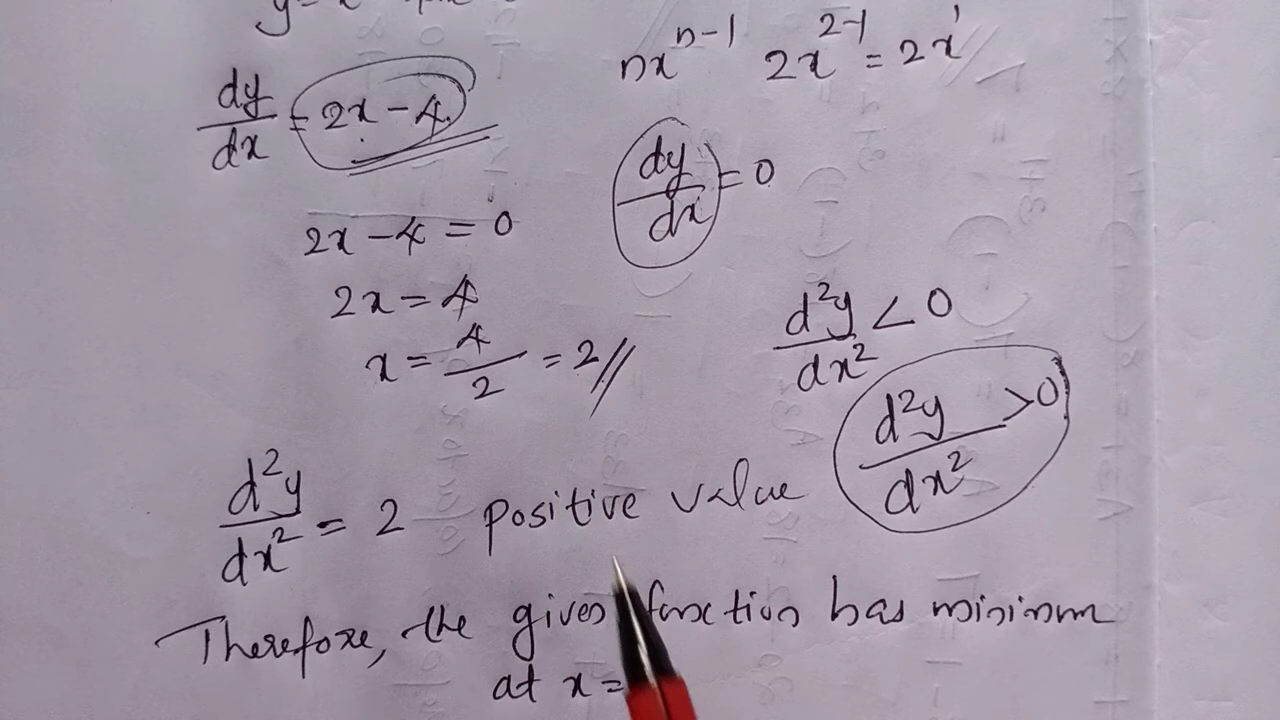 dy/dx = 2x - 4
nx^(n-1) 2x^(2-1) = 2x^1
dy/dx = 0
2x - 4 = 0
2x = 4
x = 4/2 = 2 //
d²y/dx² < 0
d²y/dx² > 0
d²y/dx² = 2 positive value
Therefore, the given function has minimum
at x =